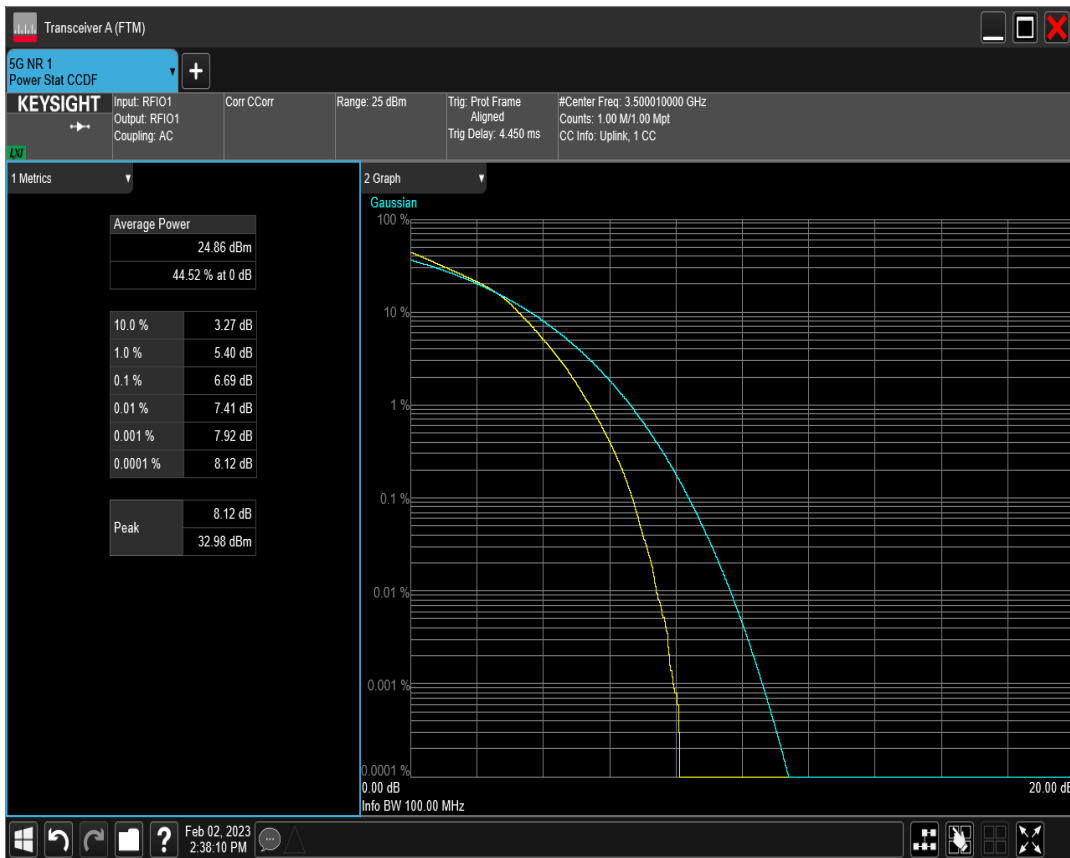 Transceiver A (FTM)
5G NR 1
Power Stat CCDF
+
KEYSIGHT
LXI
Input: RFIO1
Output: RFIO1
Coupling: AC
Corr CCorr
Range: 25 dBm
Trig: Prot Frame
Aligned
Trig Delay: 4.450 ms
#Center Freq: 3.500010000 GHz
Counts: 1.00 M/1.00 Mpt
CC Info: Uplink, 1 CC
1 Metrics
Average Power
24.86 dBm
44.52 % at 0 dB
10.0 % 3.27 dB
1.0 % 5.40 dB
0.1 % 6.69 dB
0.01 % 7.41 dB
0.001 % 7.92 dB
0.0001 % 8.12 dB
Peak
8.12 dB
32.98 dBm
2 Graph
Gaussian
100 %
10 %
1 %
0.1 %
0.01 %
0.001 %
0.0001 %
0.00 dB
20.00 dB
Info BW 100.00 MHz
?
Feb 02, 2023
2:38:10 PM